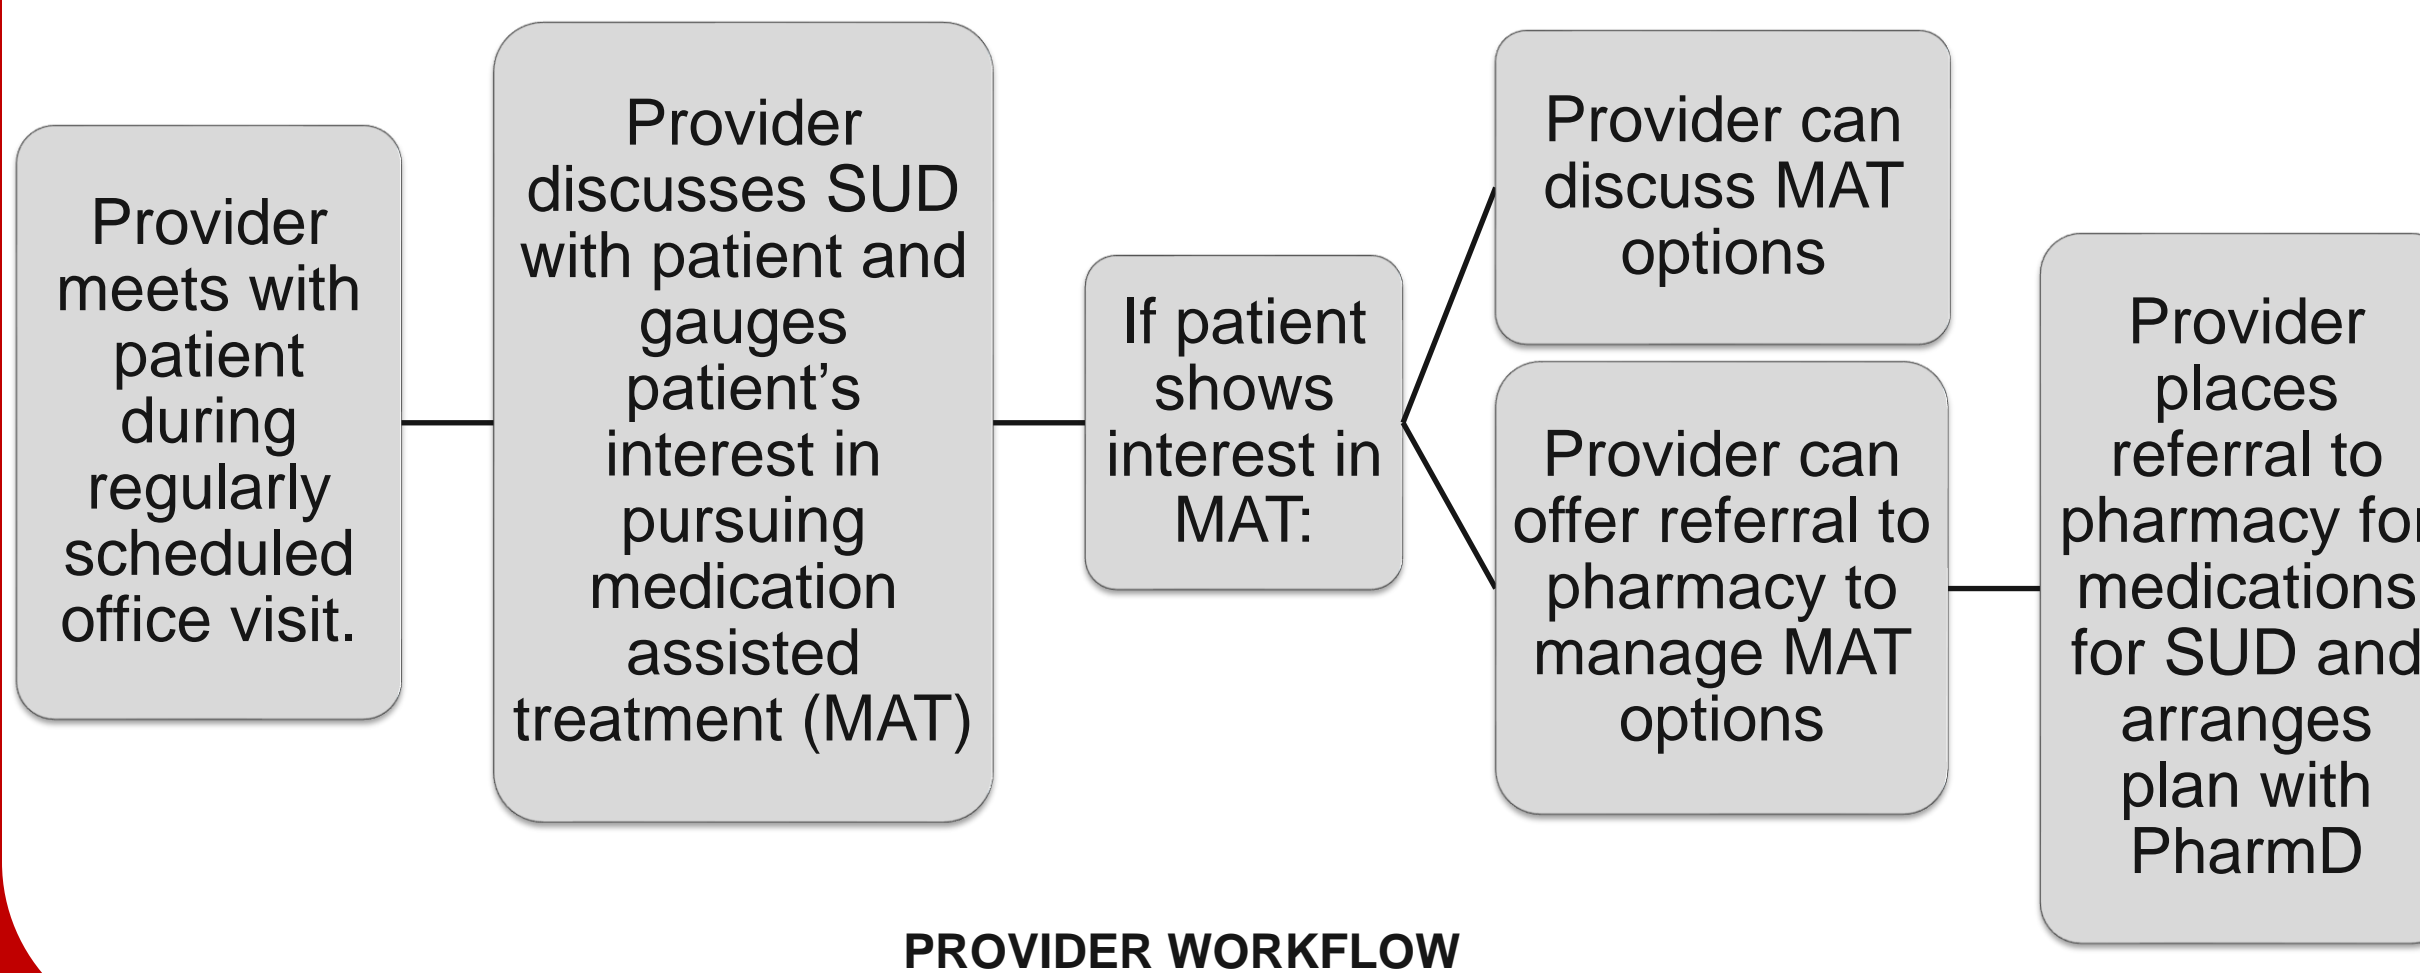 Provider
meets with
patient
during
regularly
scheduled
office visit.
Provider
discusses SUD
with patient and
gauges
patient’s
interest in
pursuing
medication
assisted
treatment (MAT)
If patient
shows
interest in
MAT:
Provider can
discuss MAT
options
Provider can
offer referral to
pharmacy to
manage MAT
options
Provider
places
referral to
pharmacy for
medications
for SUD and
arranges
plan with
PharmD
PROVIDER WORKFLOW